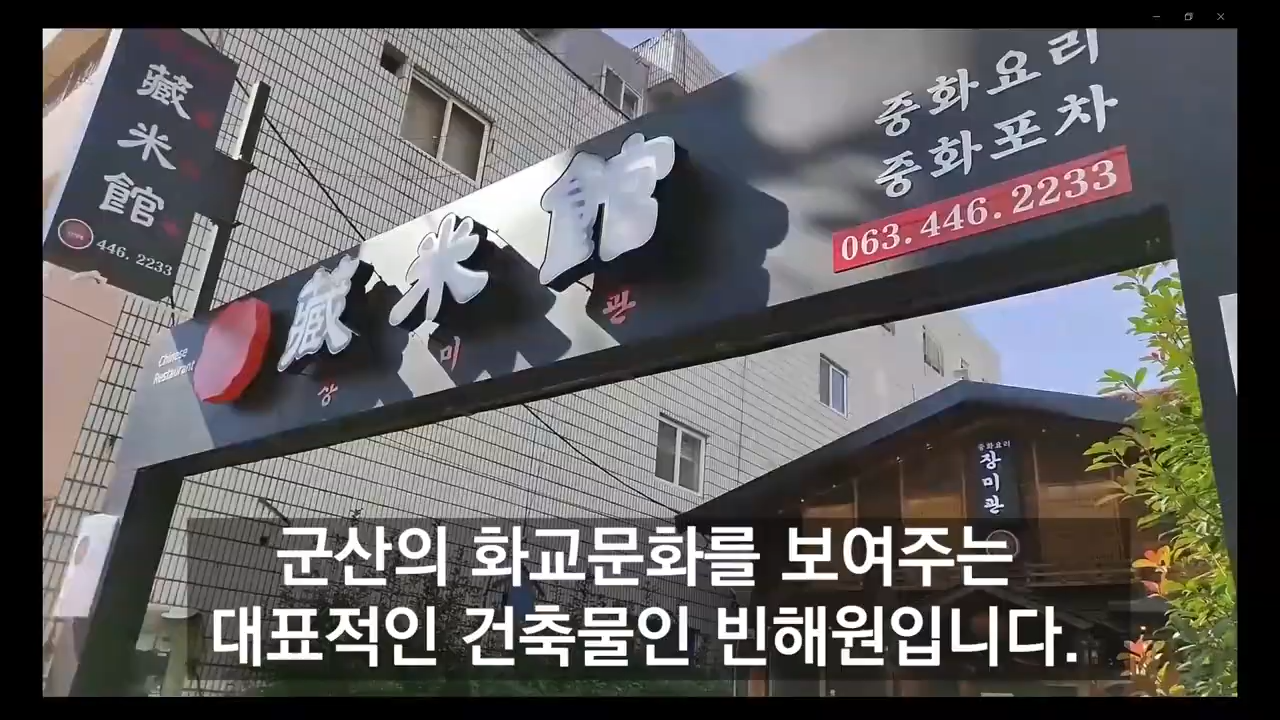 藏
米
館
446. 2233
Chinese
Restaurant
藏米館
장 미 관
중화요리
중화포차
063. 446. 2233
중화요리
장미관
군산의 화교문화를 보여주는
대표적인 건축물인 빈해원입니다.